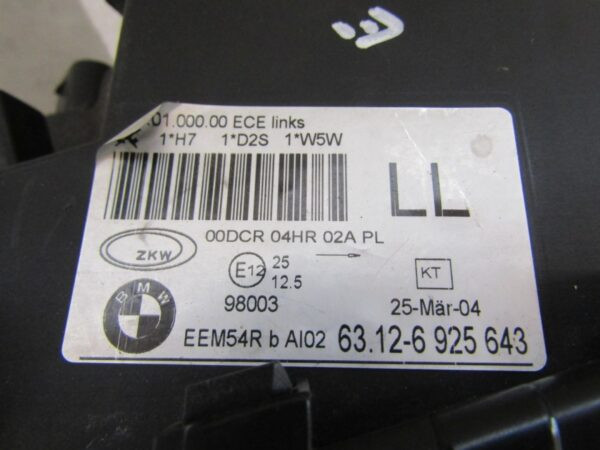 01.000.00 ECE links
1*H7 1*D2S 1*W5W
LL
00DCR 04HR 02A PL
ZKW
E12 25
12.5
KT
BMW
98003
25-Mär-04
EEM54R b AI02 63.12-6 925 643